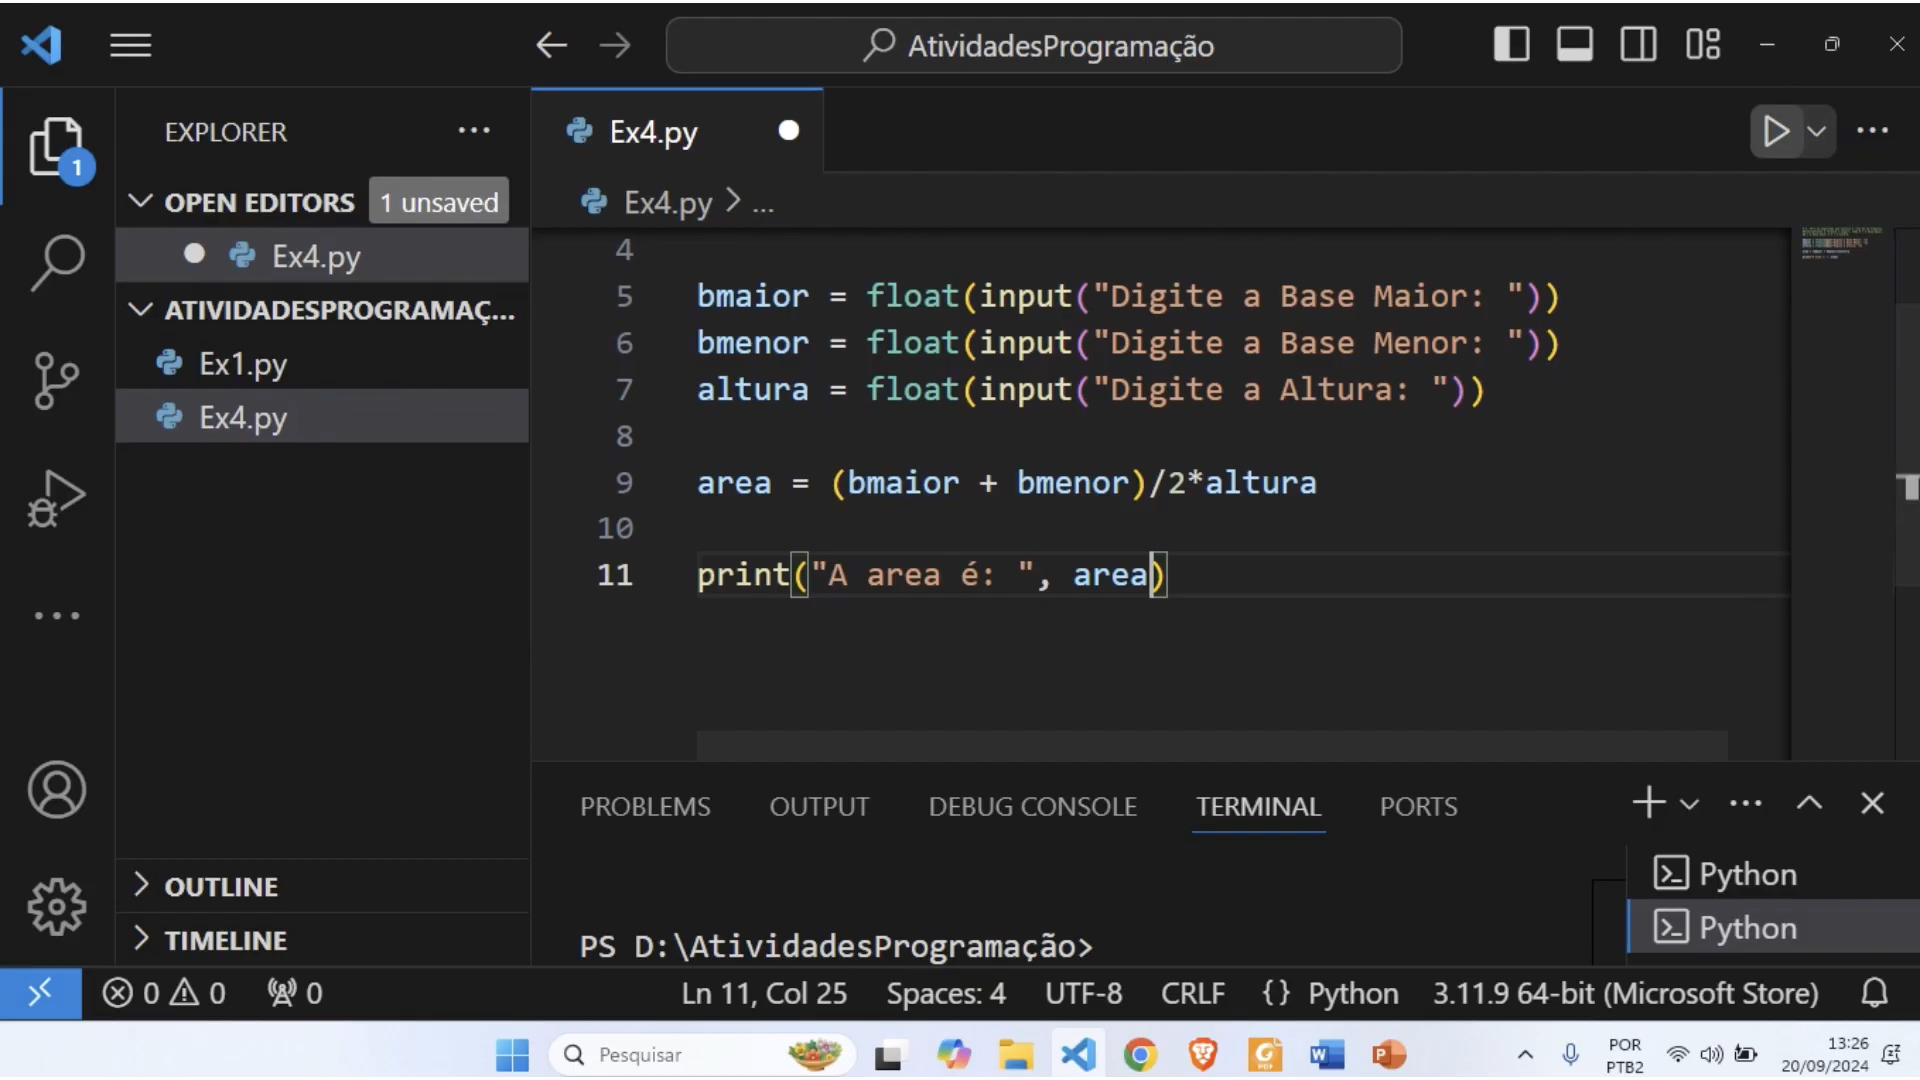 AtividadesProgramação
EXPLORER
Ex4.py
1
OPEN EDITORS
1 unsaved
Ex4.py > ...
Ex4.py
ATIVIDADESPROGRAMAÇ...
Ex1.py
Ex4.py
4
5 bmaior = float(input("Digite a Base Maior: "))
6 bmenor = float(input("Digite a Base Menor: "))
7 altura = float(input("Digite a Altura: "))
8
9 area = (bmaior + bmenor)/2*altura
10
11 print("A area é: ", area)
PROBLEMS OUTPUT DEBUG CONSOLE TERMINAL PORTS
Python
Python
OUTLINE
TIMELINE
PS D:\AtividadesProgramação>
0 0 0 Ln 11, Col 25 Spaces: 4 UTF-8 CRLF {} Python 3.11.9 64-bit (Microsoft Store)
Pesquisar
POR
PTB2
13:26
20/09/2024